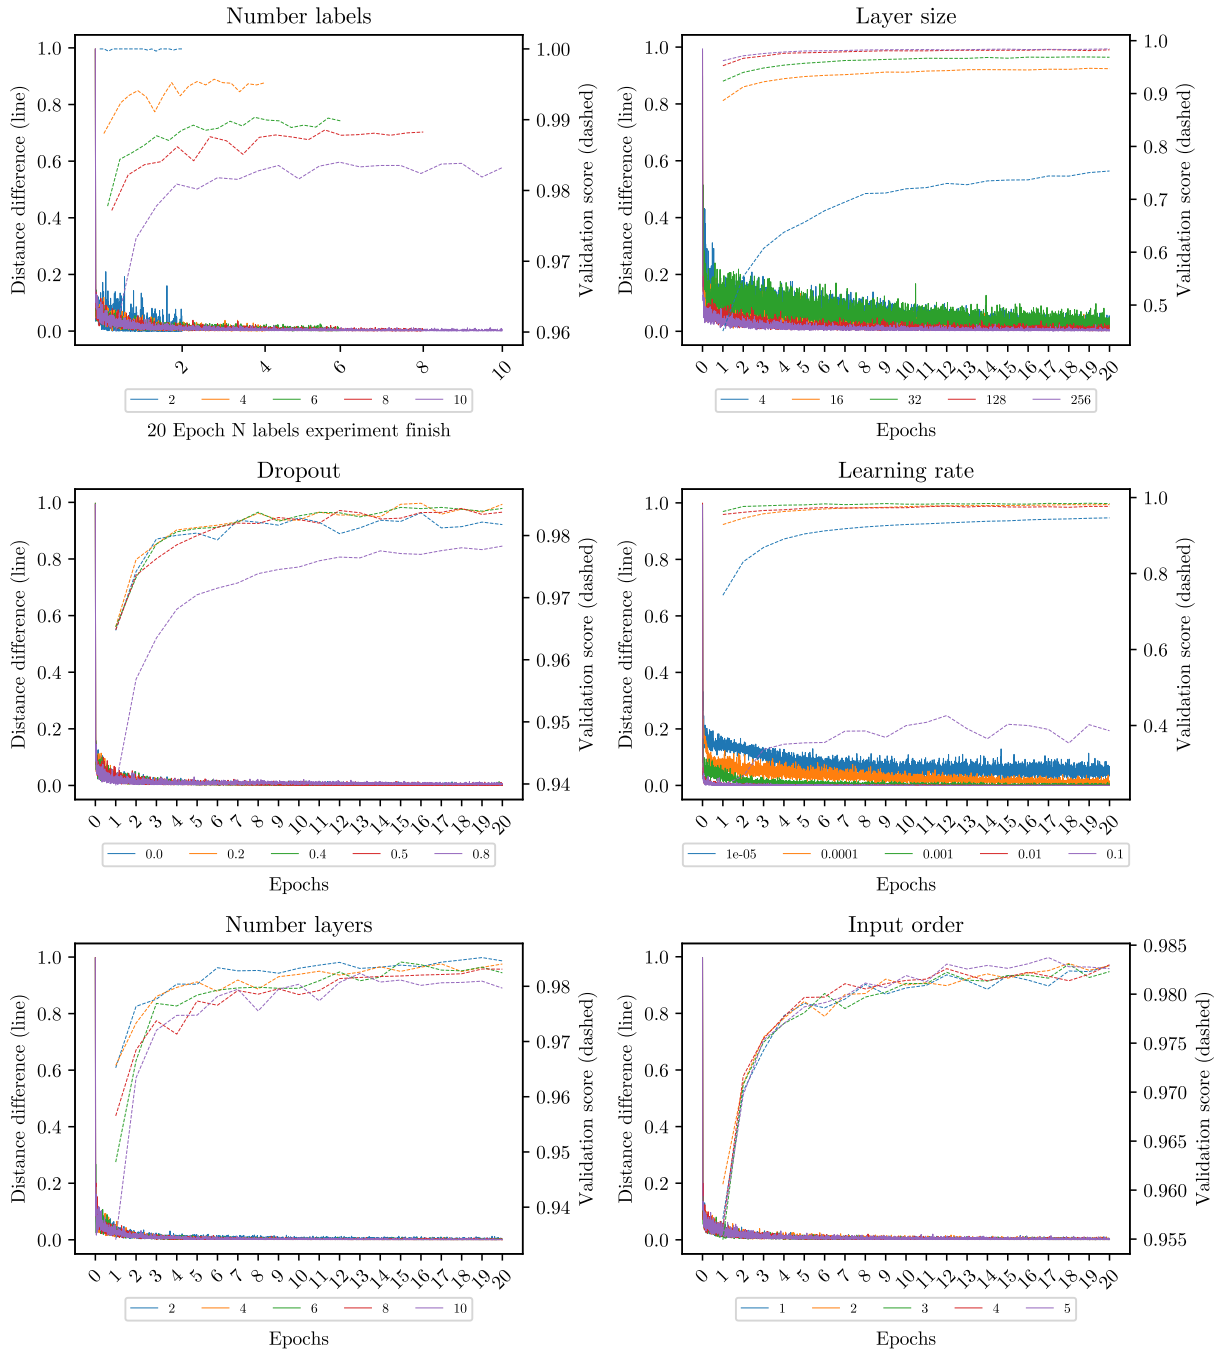 Number labels
Distance difference (line)
1.0
0.8
0.6
0.4
0.2
0.0
1.00
0.99
0.98
0.97
0.96
Validation score (dashed)
2 4 6 8 10
2 4 6 8 10
20 Epoch N labels experiment finish
Layer size
Distance difference (line)
1.0
0.8
0.6
0.4
0.2
0.0
1.0
0.9
0.8
0.7
0.6
0.5
Validation score (dashed)
0 1 2 3 4 5 6 7 8 9 10 11 12 13 14 15 16 17 18 19 20
4 16 32 128 256
Epochs
Dropout
Distance difference (line)
1.0
0.8
0.6
0.4
0.2
0.0
0.98
0.97
0.96
0.95
0.94
Validation score (dashed)
0 1 2 3 4 5 6 7 8 9 10 11 12 13 14 15 16 17 18 19 20
0.0 0.2 0.4 0.5 0.8
Epochs
Learning rate
Distance difference (line)
1.0
0.8
0.6
0.4
0.2
0.0
1.0
0.8
0.6
0.4
Validation score (dashed)
0 1 2 3 4 5 6 7 8 9 10 11 12 13 14 15 16 17 18 19 20
1e-05 0.0001 0.001 0.01 0.1
Epochs
Number layers
Distance difference (line)
1.0
0.8
0.6
0.4
0.2
0.0
0.98
0.97
0.96
0.95
0.94
Validation score (dashed)
0 1 2 3 4 5 6 7 8 9 10 11 12 13 14 15 16 17 18 19 20
2 4 6 8 10
Epochs
Input order
Distance difference (line)
1.0
0.8
0.6
0.4
0.2
0.0
0.985
0.980
0.975
0.970
0.965
0.960
0.955
Validation score (dashed)
0 1 2 3 4 5 6 7 8 9 10 11 12 13 14 15 16 17 18 19 20
1 2 3 4 5
Epochs